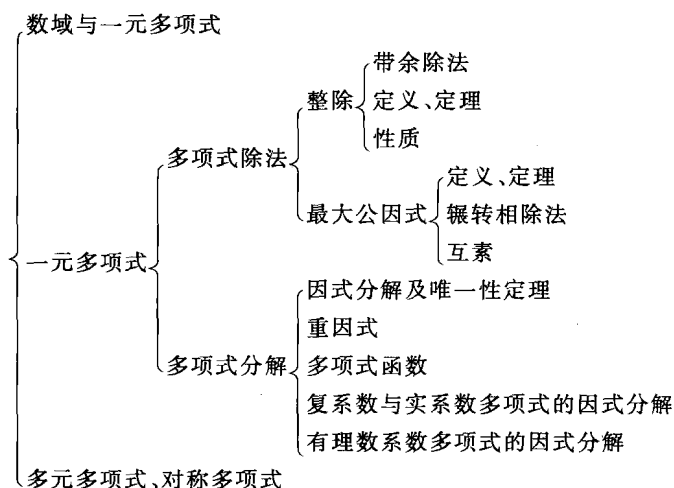 数域与一元多项式
带余除法
整除
定义、定理
性质
多项式除法
定义、定理
最大公因式
辗转相除法
互素
一元多项式
因式分解及唯一性定理
重因式
多项式分解
多项式函数
复系数与实系数多项式的因式分解
有理数系数多项式的因式分解
多元多项式、对称多项式